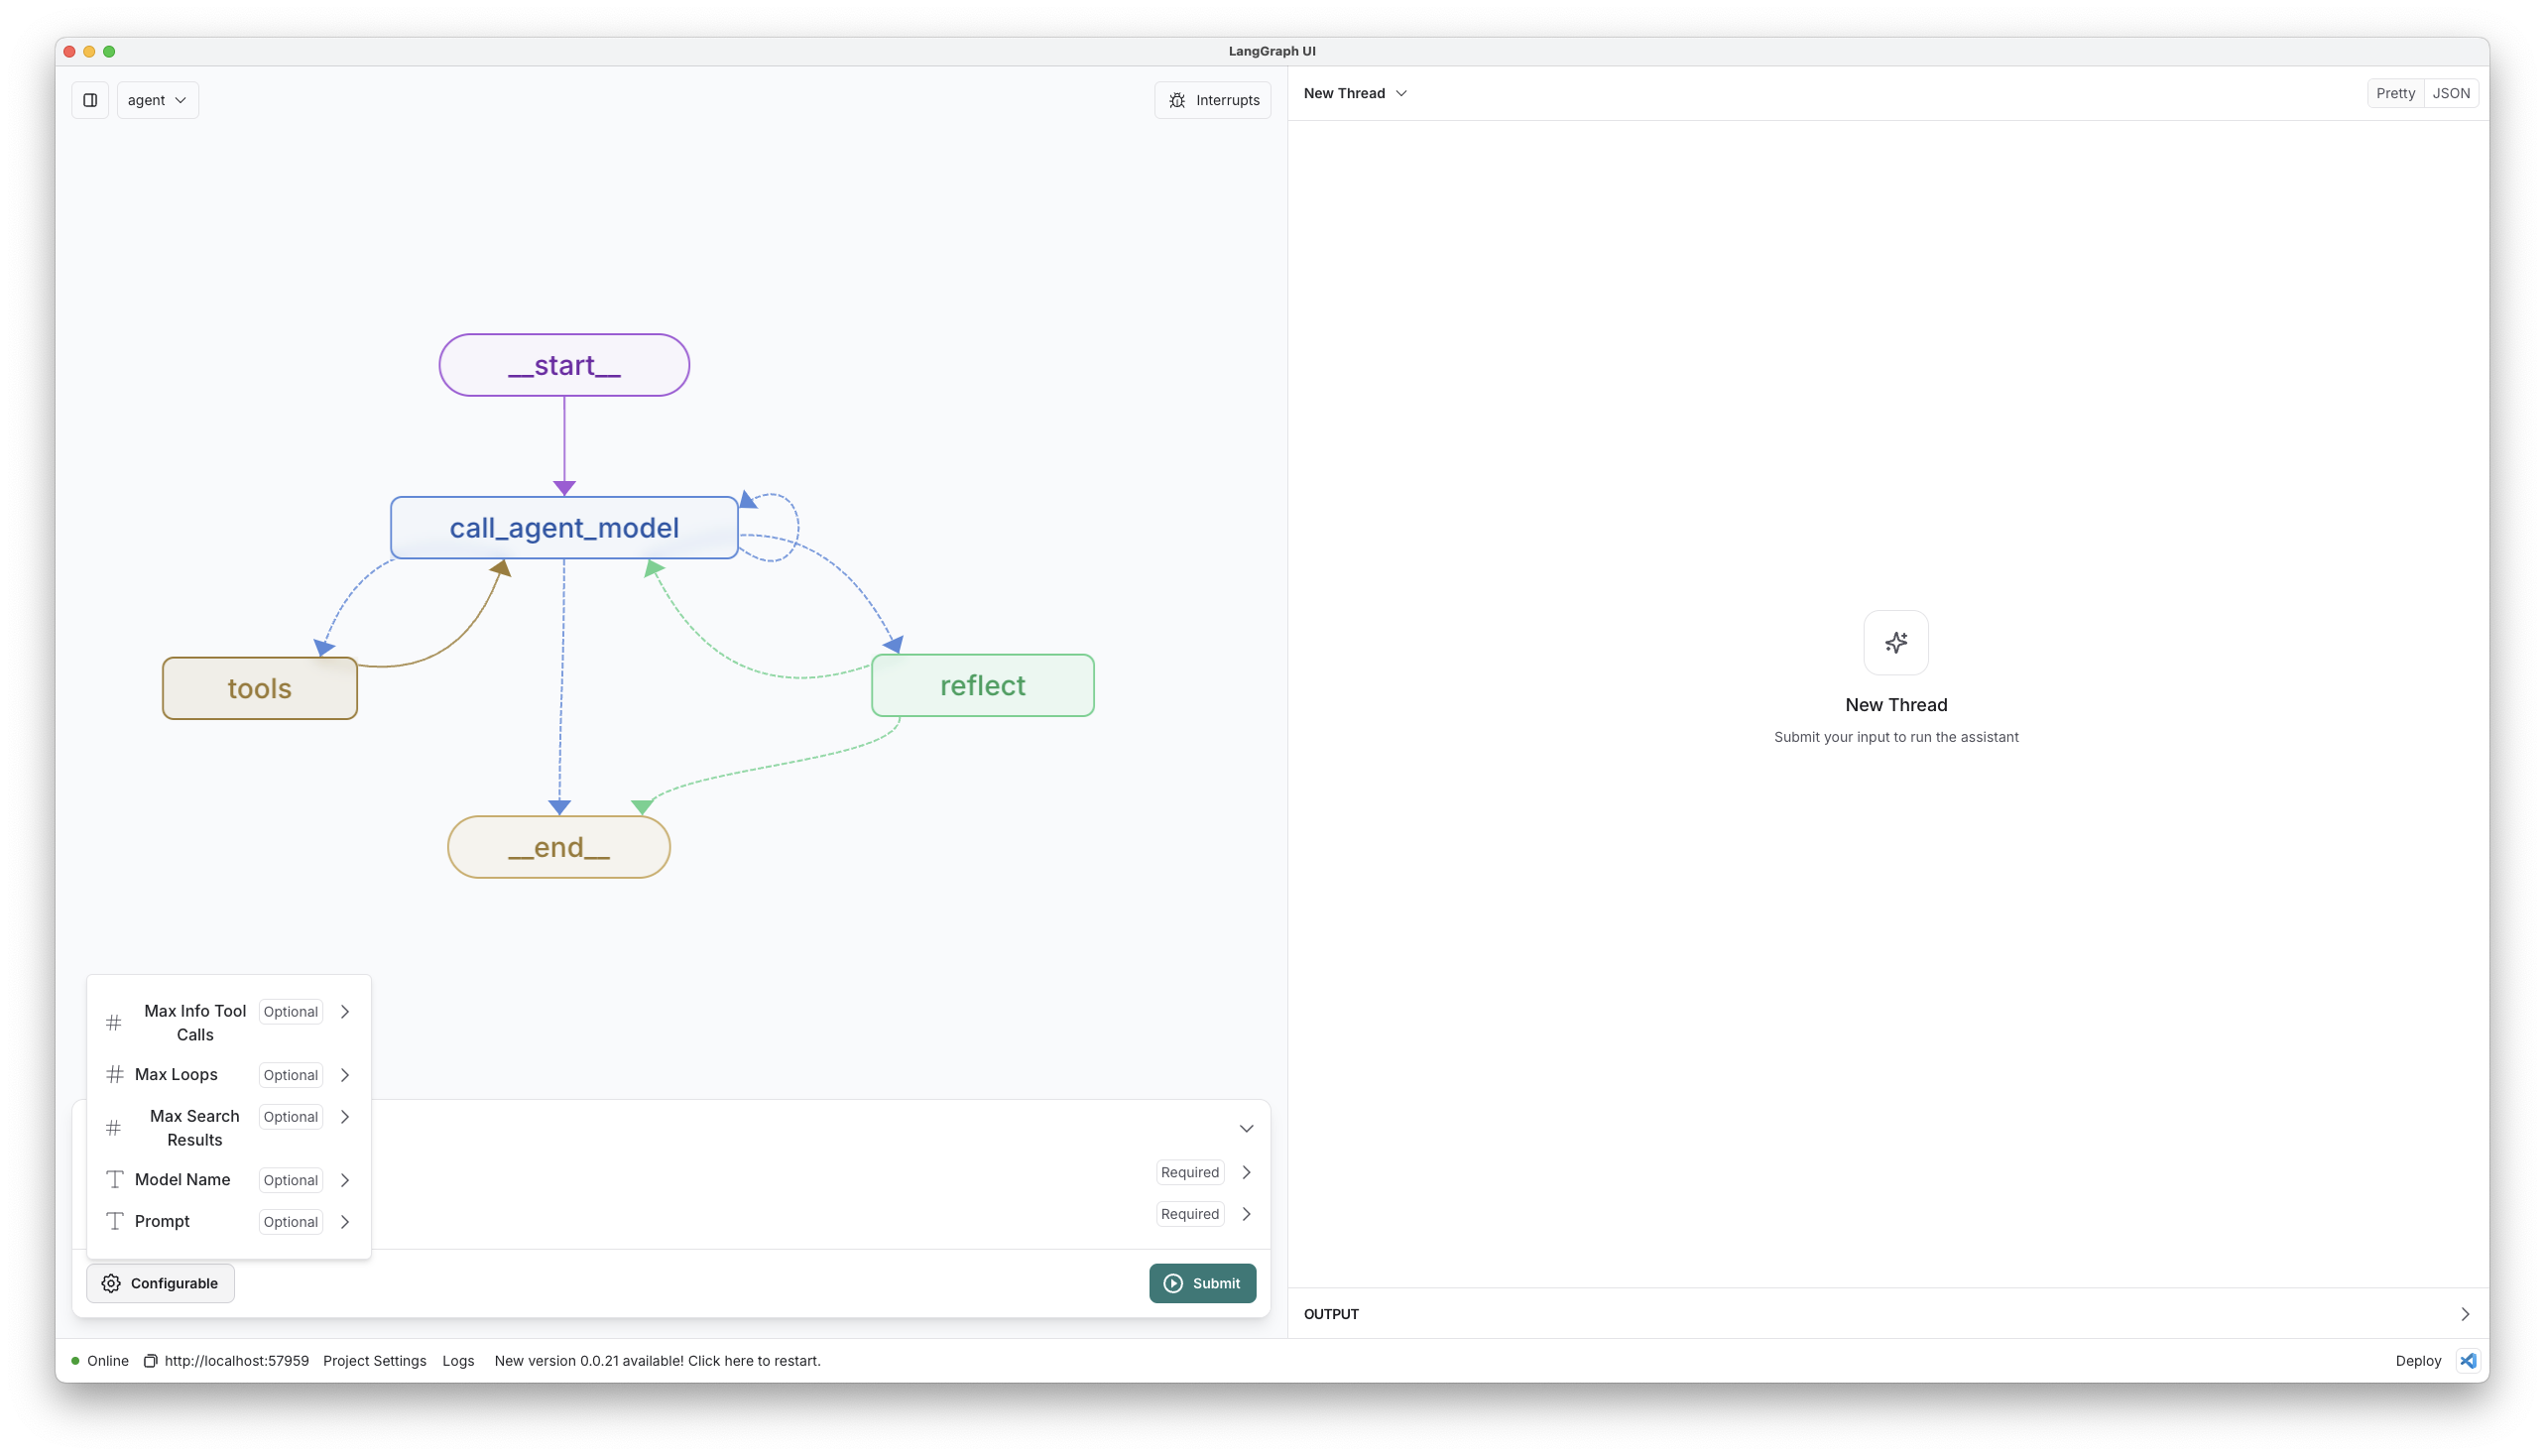 LangGraph UI
agent
Interrupts
New Thread
Pretty
JSON
__start__
call_agent_model
tools
reflect
__end__
New Thread
Submit your input to run the assistant
Max Info Tool
Calls
Optional
Max Loops
Optional
Max Search
Results
Optional
Model Name
Optional
Prompt
Optional
Required
Required
Configurable
Submit
OUTPUT
Online
http://localhost:57959
Project Settings
Logs
New version 0.0.21 available! Click here to restart.
Deploy